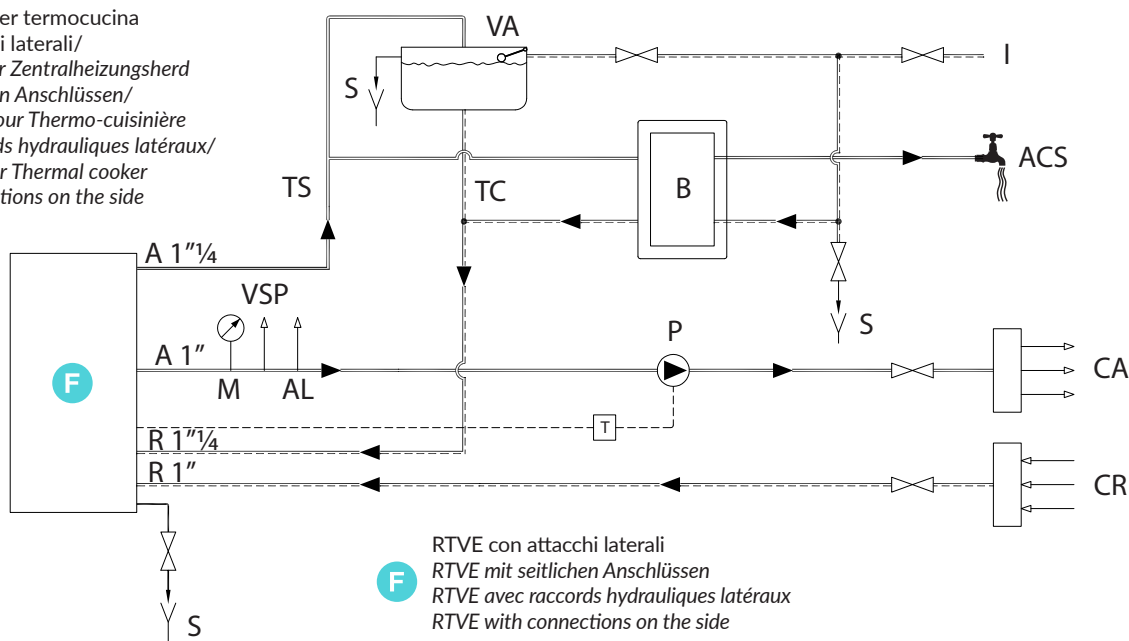 er termocucina
i laterali/
r Zentralheizungsherd
n Anschlüssen/
our Thermo-cuisinière
ds hydrauliques latéraux/
r Thermal cooker
tions on the side
VA
S
I
ACS
B
TS
TC
A 1”¼
VSP
S
P
A 1”
M
AL
CA
F
T
R 1”¼
R 1”
CR
S
F
RTVE con attacchi laterali
RTVE mit seitlichen Anschlüssen
RTVE avec raccords hydrauliques latéraux
RTVE with connections on the side